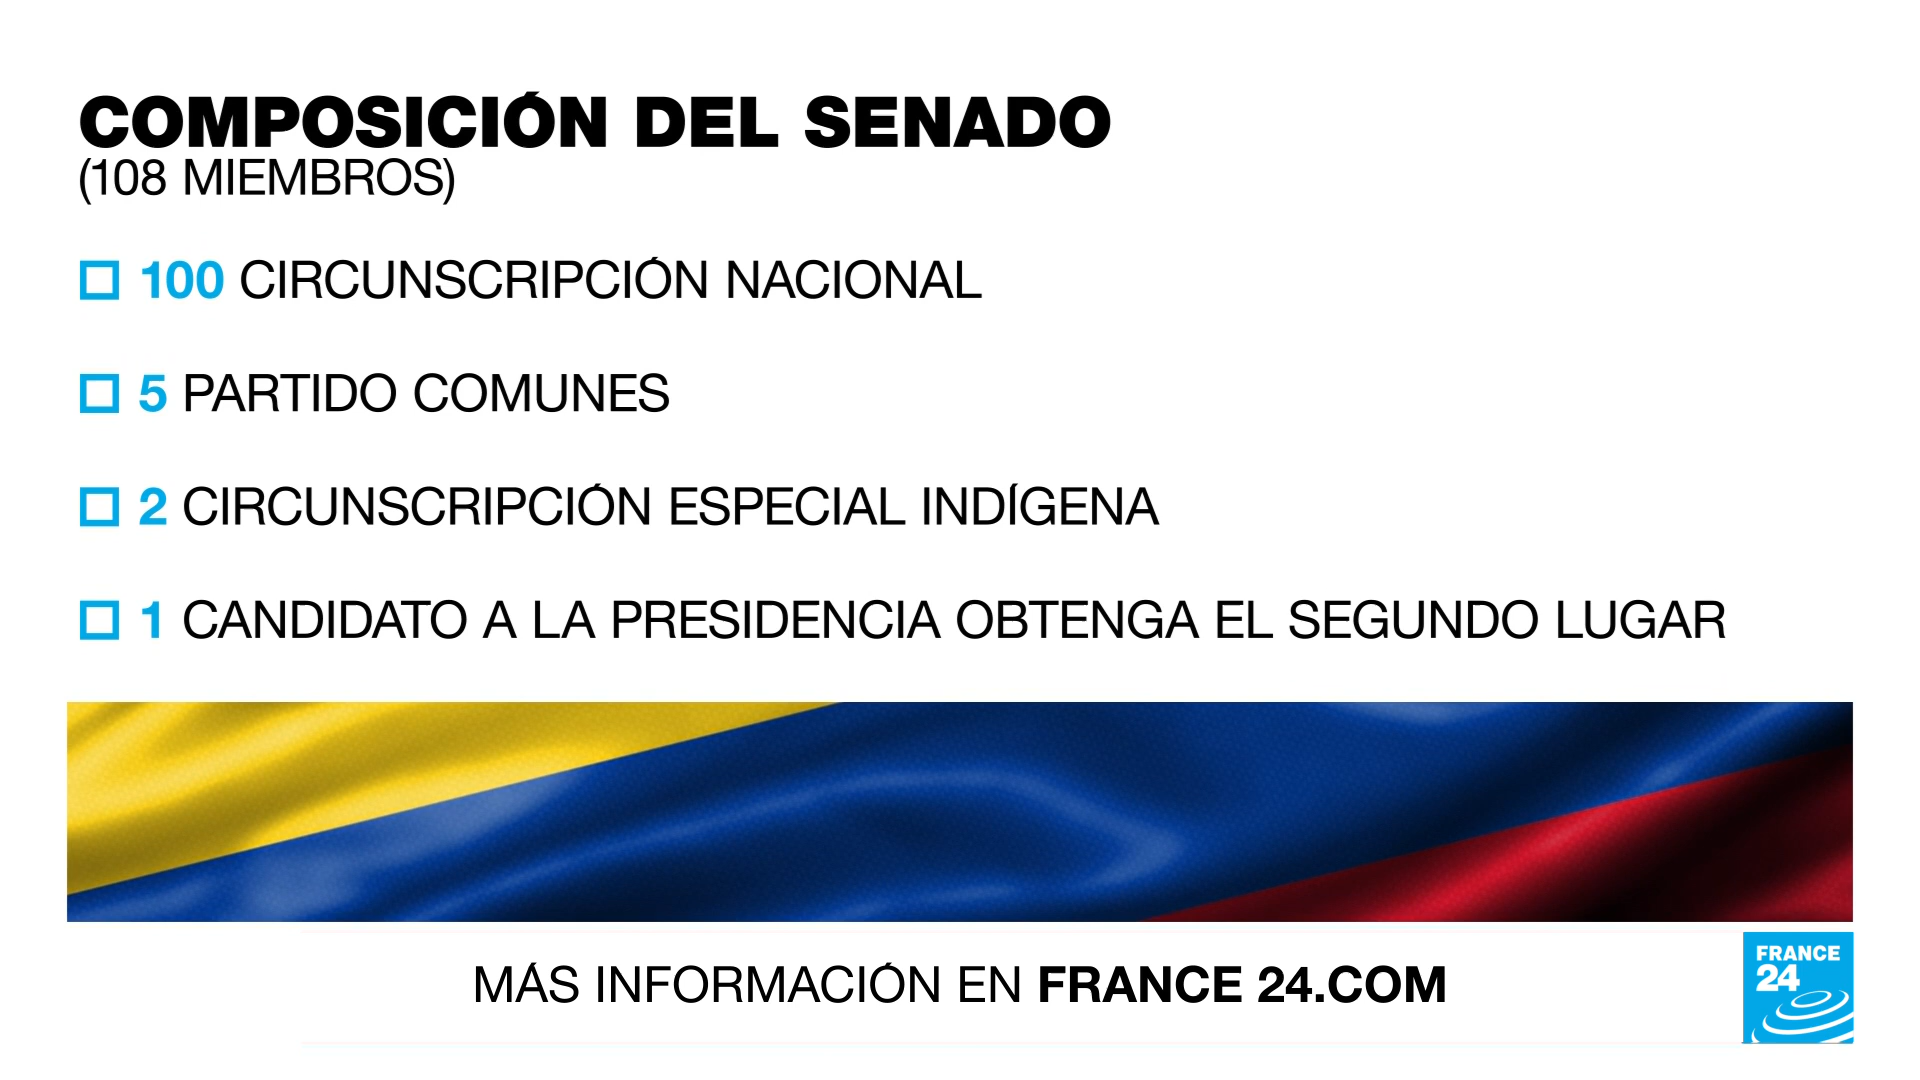 COMPOSICIÓN DEL SENADO
(108 MIEMBROS)
100 CIRCUNSCRIPCIÓN NACIONAL
5 PARTIDO COMUNES
2 CIRCUNSCRIPCIÓN ESPECIAL INDÍGENA
1 CANDIDATO A LA PRESIDENCIA OBTENGA EL SEGUNDO LUGAR
MÁS INFORMACIÓN EN FRANCE 24.COM
FRANCE
24